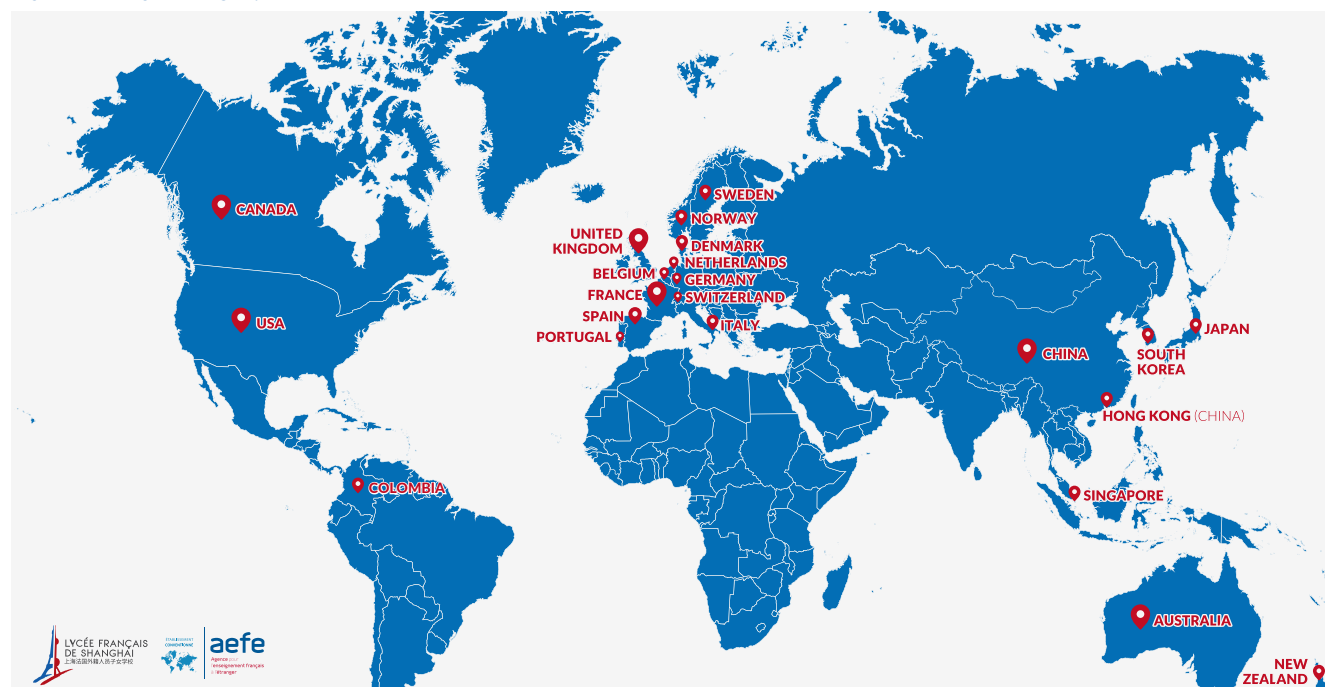 SWEDEN
CANADA
NORWAY
UNITED
KINGDOM
DENMARK
NETHERLANDS
BELGIUM
GERMANY
FRANCE
SWITZERLAND
SPAIN
USA
ITALY
PORTUGAL
JAPAN
CHINA
SOUTH
KOREA
HONG KONG (CHINA)
COLOMBIA
SINGAPORE
AUSTRALIA
NEW
ZEALAND
LYCÉE FRANÇAIS
DE SHANGHAI
上海法国外籍人员子女学校
ÉTABLISSEMENT
CONVENTIONNÉ
aefe
Agence pour
l'enseignement français
à l'étranger